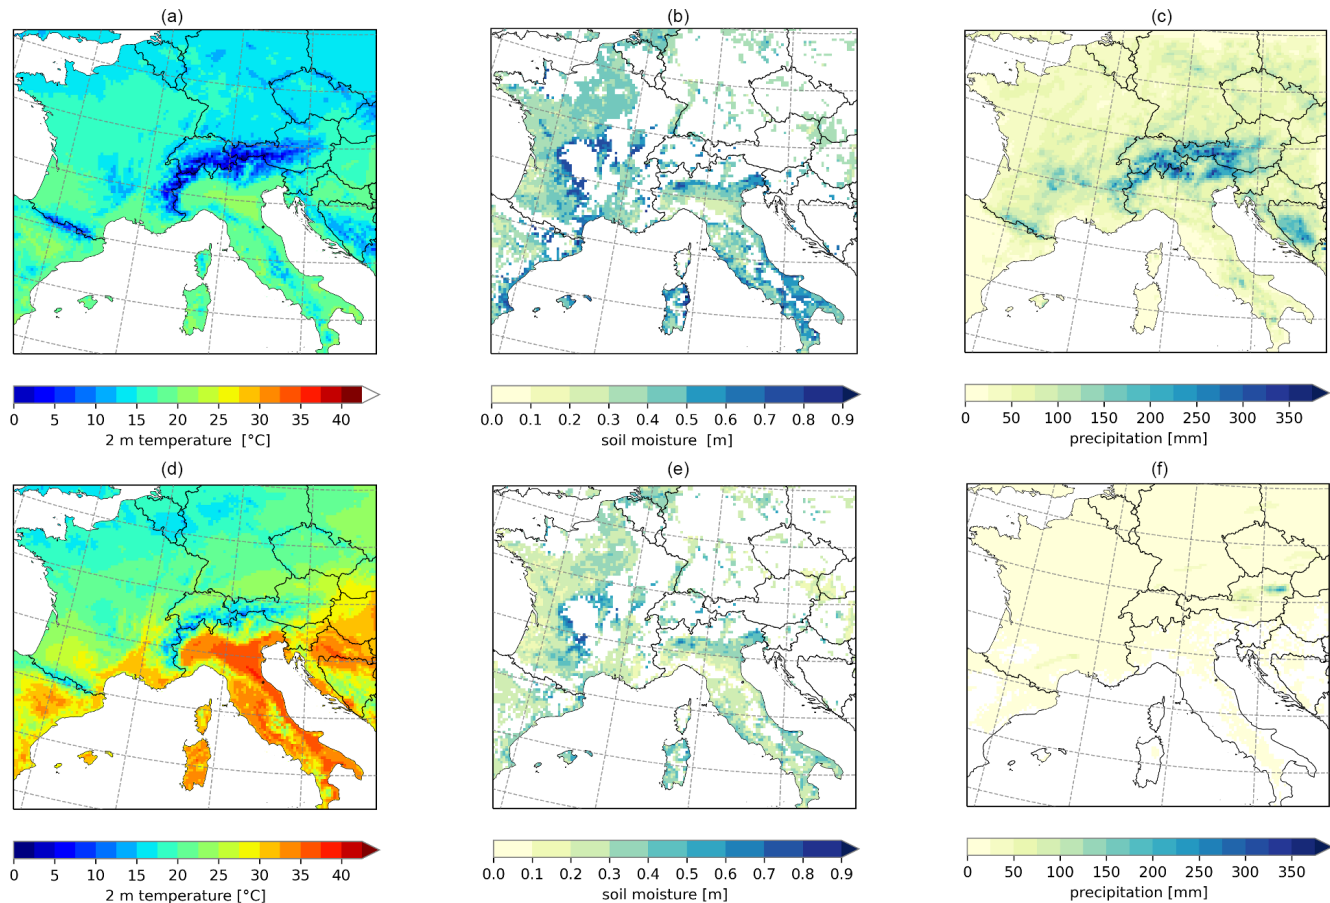 (a)
(b)
(c)
0 5 10 15 20 25 30 35 40
2 m temperature [°C]
0.0 0.1 0.2 0.3 0.4 0.5 0.6 0.7 0.8 0.9
soil moisture [m]
0 50 100 150 200 250 300 350
precipitation [mm]
(d)
(e)
(f)
0 5 10 15 20 25 30 35 40
2 m temperature [°C]
0.0 0.1 0.2 0.3 0.4 0.5 0.6 0.7 0.8 0.9
soil moisture [m]
0 50 100 150 200 250 300 350
precipitation [mm]